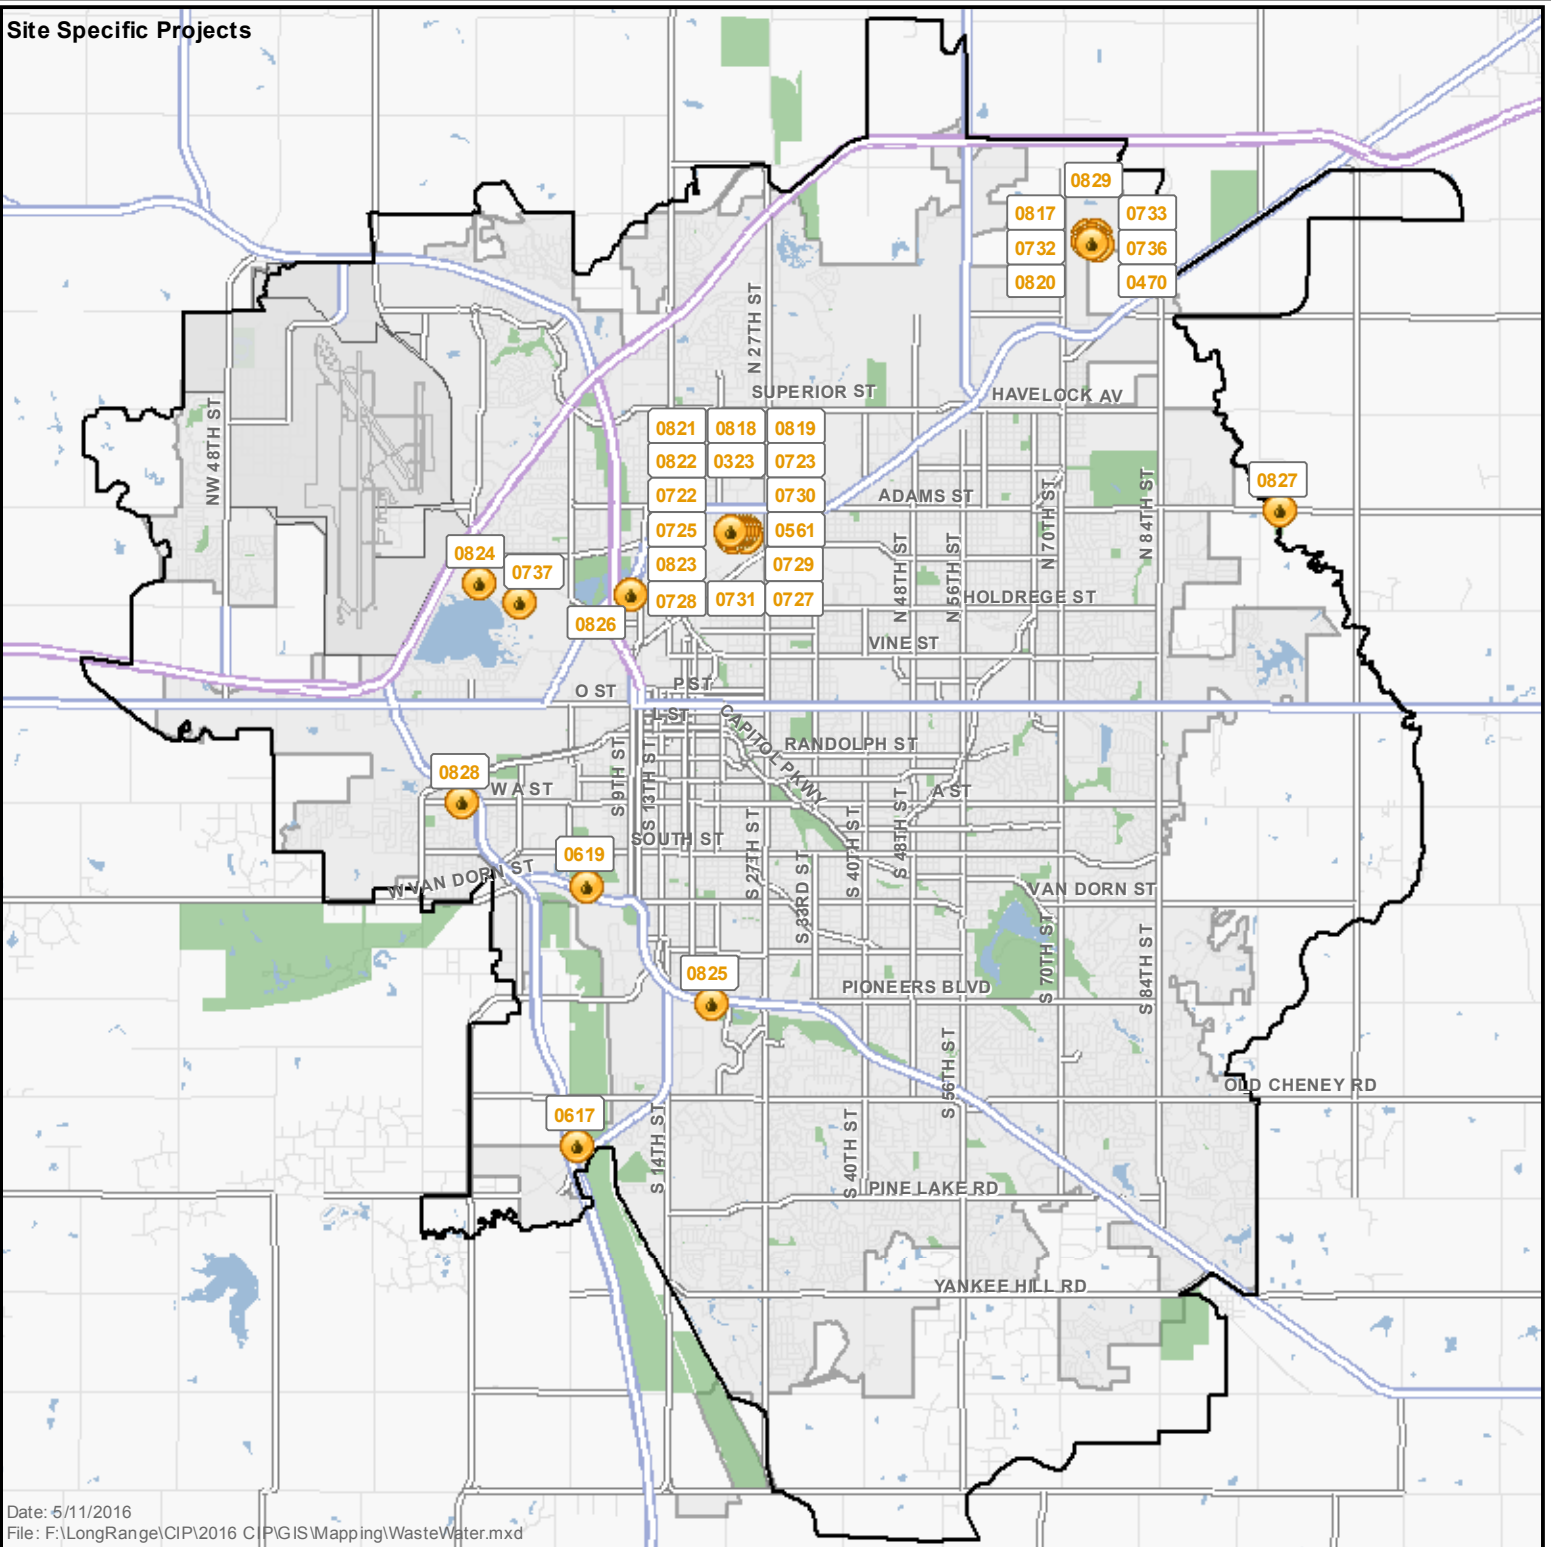 Site Specific Projects
0829
0817
0733
0732
0736
0820
0470
N 27TH ST
SUPERIOR ST
HAVELOCK AV
NW 48TH ST
0821 0818 0819
0822 0323 0723
0722 0730
0725 0561
0823 0729
0728 0731 0727
ADAMS ST
N 70TH ST
N 84TH ST
0827
0824
0737
0826
N 48TH ST
N 56TH ST
HOLDREGE ST
VINE ST
O ST
P ST
L ST
CAPITOL PKWY
RANDOLPH ST
0828
W A ST
S 9TH ST
S 13TH ST
A ST
SOUTH ST
0619
W VAN DORN ST
S 27TH ST
S 33RD ST
S 40TH ST
S 48TH ST
VAN DORN ST
0825
PIONEERS BLVD
S 70TH ST
S 84TH ST
S 56TH ST
OLD CHENEY RD
0617
S 14TH ST
S 40TH ST
PINE LAKE RD
YANKEE HILL RD
Date: 5/11/2016
File: F:\LongRange\CIP\2016 CIP\GIS\Mapping\WasteWater.mxd